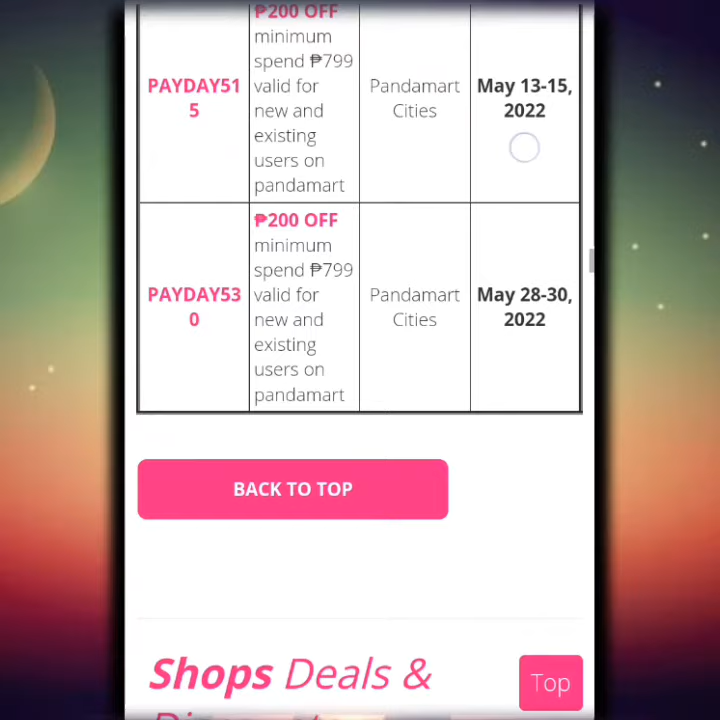 ₱200 OFF
minimum
spend ₱799
valid for
new and
existing
users on
pandamart
PAYDAY51
5
Pandamart
Cities
May 13-15,
2022
₱200 OFF
minimum
spend ₱799
valid for
new and
existing
users on
pandamart
PAYDAY53
0
Pandamart
Cities
May 28-30,
2022
BACK TO TOP
Shops Deals &
Top